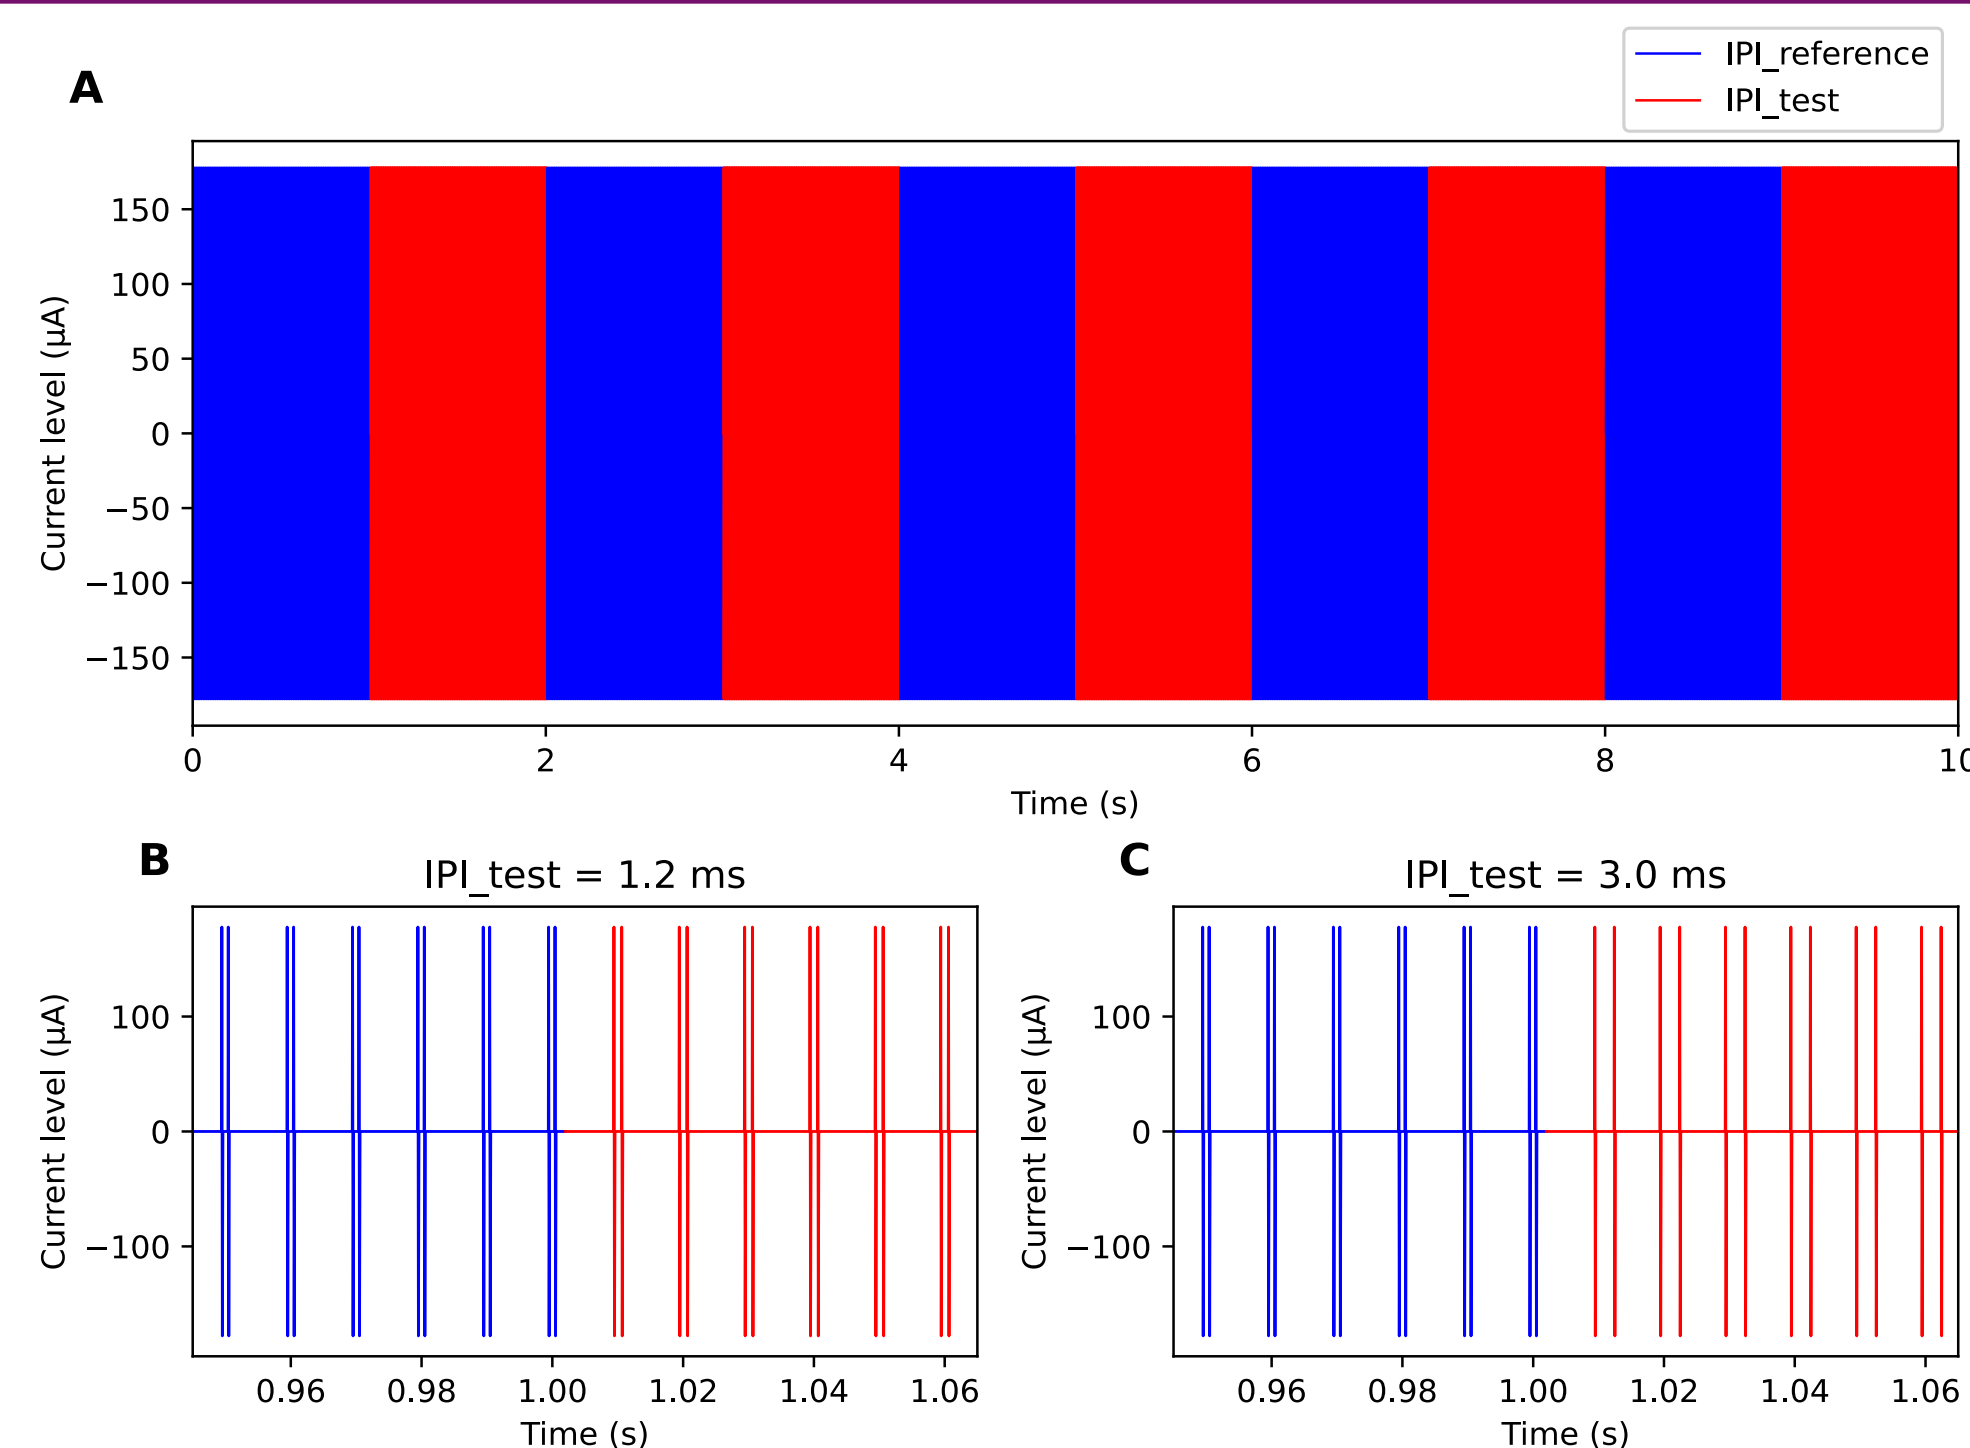 IPI_reference
IPI_test
A
150
100
50
0
−50
−100
−150
Current level (µA)
0 2 4 6 8 10
Time (s)
B
IPI_test = 1.2 ms
100
0
−100
Current level (µA)
0.96 0.98 1.00 1.02 1.04 1.06
Time (s)
C
IPI_test = 3.0 ms
100
0
−100
Current level (µA)
0.96 0.98 1.00 1.02 1.04 1.06
Time (s)